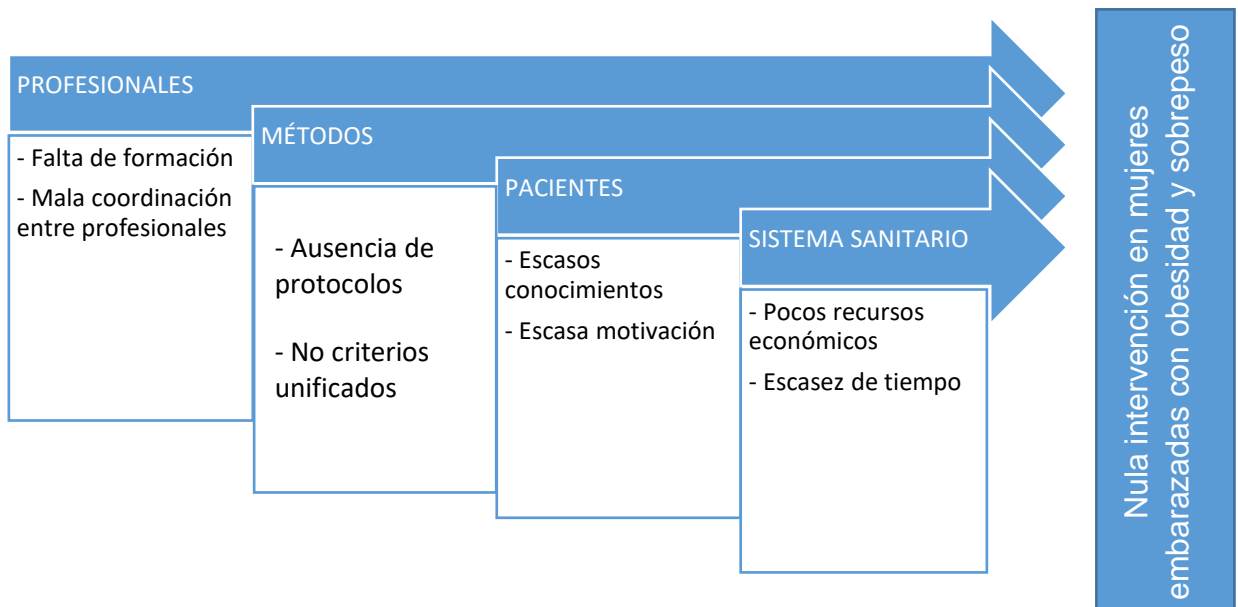 PROFESIONALES
- Falta de formación
- Mala coordinación
entre profesionales
MÉTODOS
- Ausencia de
protocolos
- No criterios
unificados
PACIENTES
- Escasos
conocimientos
- Escasa motivación
SISTEMA SANITARIO
- Pocos recursos
económicos
- Escasez de tiempo
Nula intervención en mujeres
embarazadas con obesidad y sobrepeso